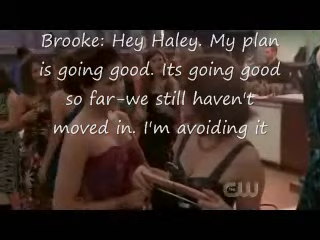 Brooke: Hey Haley. My plan
is going good. Its going good
so far-we still haven't
moved in. I'm avoiding it
CW